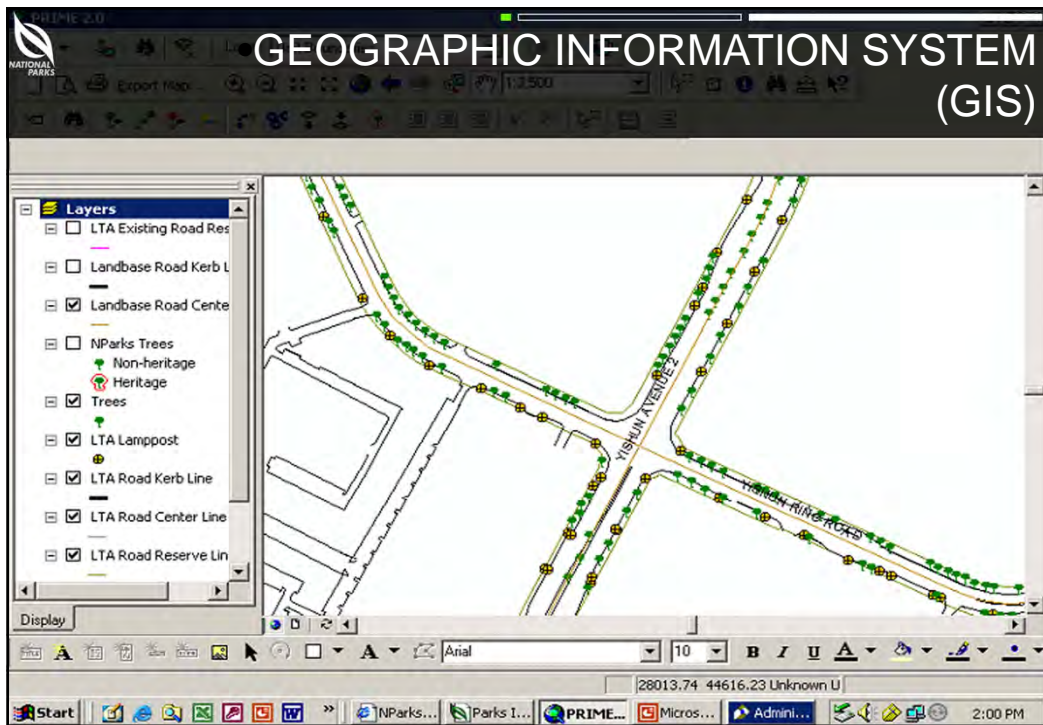 PRIME 2.0
NATIONAL
PARKS
GEOGRAPHIC INFORMATION SYSTEM
(GIS)
Export Map...
1:2,500
Layers
LTA Existing Road Res
Landbase Road Kerb L
Landbase Road Cente
NParks Trees
Non-heritage
Heritage
Trees
LTA Lamppost
LTA Road Kerb Line
LTA Road Center Line
LTA Road Reserve Lin
YISHUN AVENUE 2
YISHUN RING ROAD
Display
A A Arial 10 B I U A
28013.74 44616.23 Unknown U
Start » NParks... Parks I... PRIME... Micros... Admini... 2:00 PM